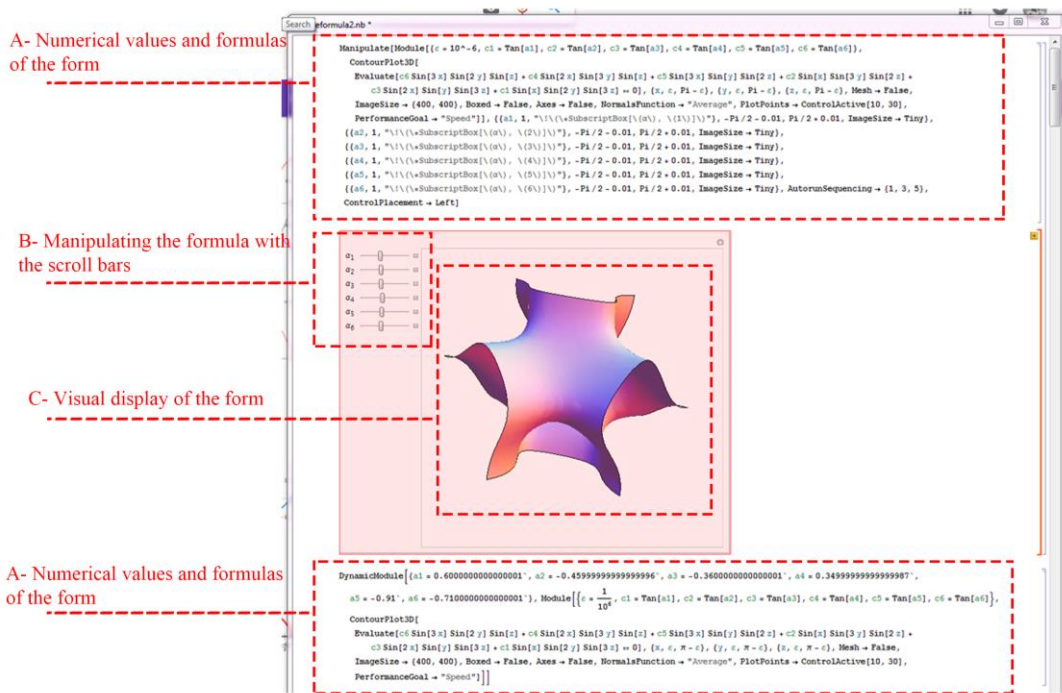 Search
eformula2.nb *
A- Numerical values and formulas
of the form
Manipulate[Module[{ε = 10^-6, c1 = Tan[a1], c2 = Tan[a2], c3 = Tan[a3], c4 = Tan[a4], c5 = Tan[a5], c6 = Tan[a6]},
ContourPlot3D[
Evaluate[c6 Sin[3 x] Sin[2 y] Sin[z] + c4 Sin[2 x] Sin[3 y] Sin[z] + c5 Sin[3 x] Sin[y] Sin[2 z] + c2 Sin[x] Sin[3 y] Sin[2 z] +
c3 Sin[2 x] Sin[y] Sin[3 z] + c1 Sin[x] Sin[2 y] Sin[3 z] == 0], {x, ε, Pi - ε}, {y, ε, Pi - ε}, {z, ε, Pi - ε}, Mesh → False,
ImageSize → {400, 400}, Boxed → False, Axes → False, NormalsFunction → "Average", PlotPoints → ControlActive[10, 30],
PerformanceGoal → "Speed"]], {{a1, 1, "\!\(\*SubscriptBox[\(α\), \(1\)]\)"}, -Pi/2 - 0.01, Pi/2 + 0.01, ImageSize → Tiny},
{{a2, 1, "\!\(\*SubscriptBox[\(α\), \(2\)]\)"}, -Pi/2 - 0.01, Pi/2 + 0.01, ImageSize → Tiny},
{{a3, 1, "\!\(\*SubscriptBox[\(α\), \(3\)]\)"}, -Pi/2 - 0.01, Pi/2 + 0.01, ImageSize → Tiny},
{{a4, 1, "\!\(\*SubscriptBox[\(α\), \(4\)]\)"}, -Pi/2 - 0.01, Pi/2 + 0.01, ImageSize → Tiny},
{{a5, 1, "\!\(\*SubscriptBox[\(α\), \(5\)]\)"}, -Pi/2 - 0.01, Pi/2 + 0.01, ImageSize → Tiny},
{{a6, 1, "\!\(\*SubscriptBox[\(α\), \(6\)]\)"}, -Pi/2 - 0.01, Pi/2 + 0.01, ImageSize → Tiny}, AutorunSequencing → {1, 3, 5},
ControlPlacement → Left]
B- Manipulating the formula with
the scroll bars
α1
α2
α3
α4
α5
α6
C- Visual display of the form
A- Numerical values and formulas
of the form
DynamicModule[{a1 = 0.6000000000000001`, a2 = -0.45999999999999996`, a3 = -0.3600000000000001`, a4 = 0.34999999999999987`,
a5 = -0.91`, a6 = -0.7100000000000001`}, Module[{ε = 1/10^6, c1 = Tan[a1], c2 = Tan[a2], c3 = Tan[a3], c4 = Tan[a4], c5 = Tan[a5], c6 = Tan[a6]},
ContourPlot3D[
Evaluate[c6 Sin[3 x] Sin[2 y] Sin[z] + c4 Sin[2 x] Sin[3 y] Sin[z] + c5 Sin[3 x] Sin[y] Sin[2 z] + c2 Sin[x] Sin[3 y] Sin[2 z] +
c3 Sin[2 x] Sin[y] Sin[3 z] + c1 Sin[x] Sin[2 y] Sin[3 z] == 0], {x, ε, π - ε}, {y, ε, π - ε}, {z, ε, π - ε}, Mesh → False,
ImageSize → {400, 400}, Boxed → False, Axes → False, NormalsFunction → "Average", PlotPoints → ControlActive[10, 30],
PerformanceGoal → "Speed"]]]